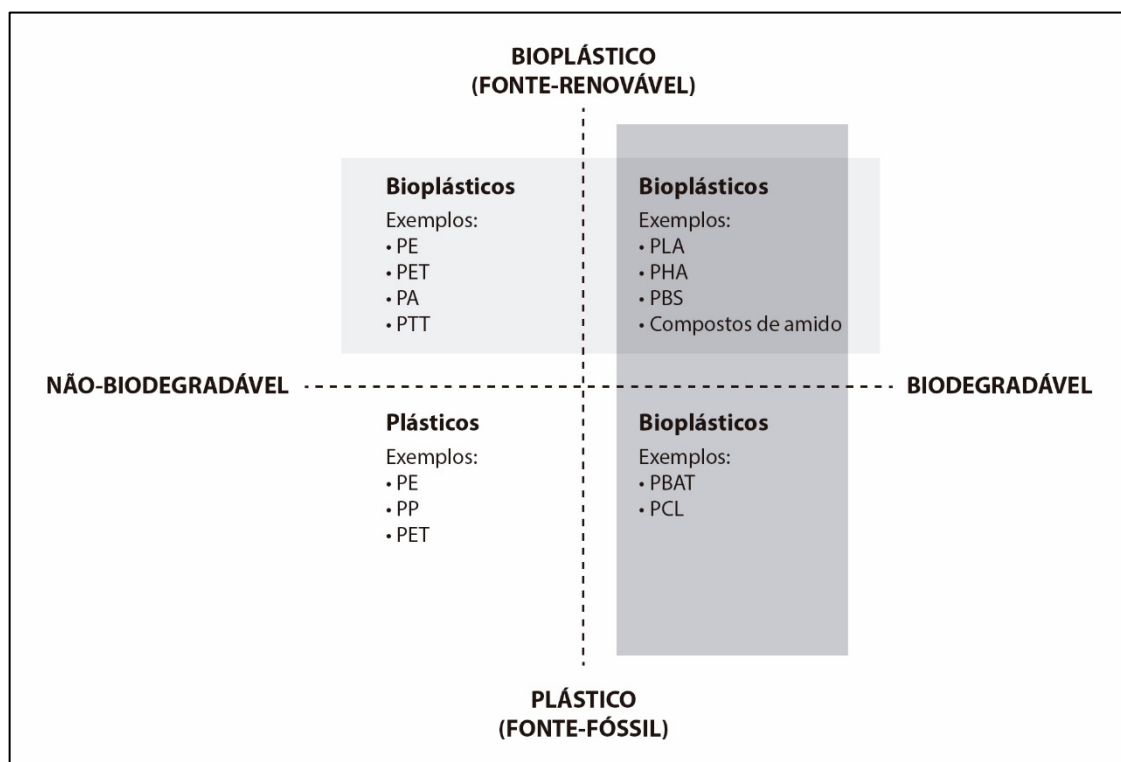 BIOPLÁSTICO
(FONTE-RENOVÁVEL)
Bioplásticos
Exemplos:
• PE
• PET
• PA
• PTT
Bioplásticos
Exemplos:
• PLA
• PHA
• PBS
• Compostos de amido
NÃO-BIODEGRADÁVEL
BIODEGRADÁVEL
Plásticos
Exemplos:
• PE
• PP
• PET
Bioplásticos
Exemplos:
• PBAT
• PCL
PLÁSTICO
(FONTE-FÓSSIL)